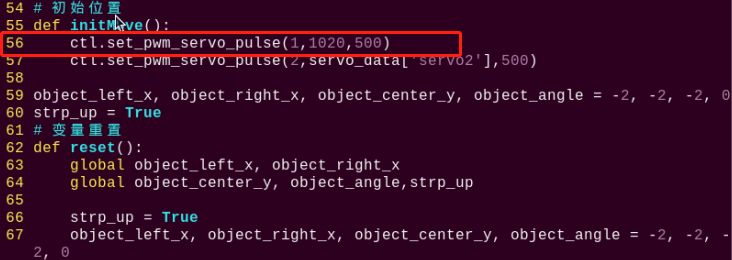 54 # 初始位置
55 def initMove():
56     ctl.set_pwm_servo_pulse(1,1020,500)
57     ctl.set_pwm_servo_pulse(2,servo_data['servo2'],500)
58
59 object_left_x, object_right_x, object_center_y, object_angle = -2, -2, -2, 0
60 strp_up = True
61 # 变量重置
62 def reset():
63     global object_left_x, object_right_x
64     global object_center_y, object_angle,strp_up
65
66     strp_up = True
67     object_left_x, object_right_x, object_center_y, object_angle = -2, -2, -
2, 0